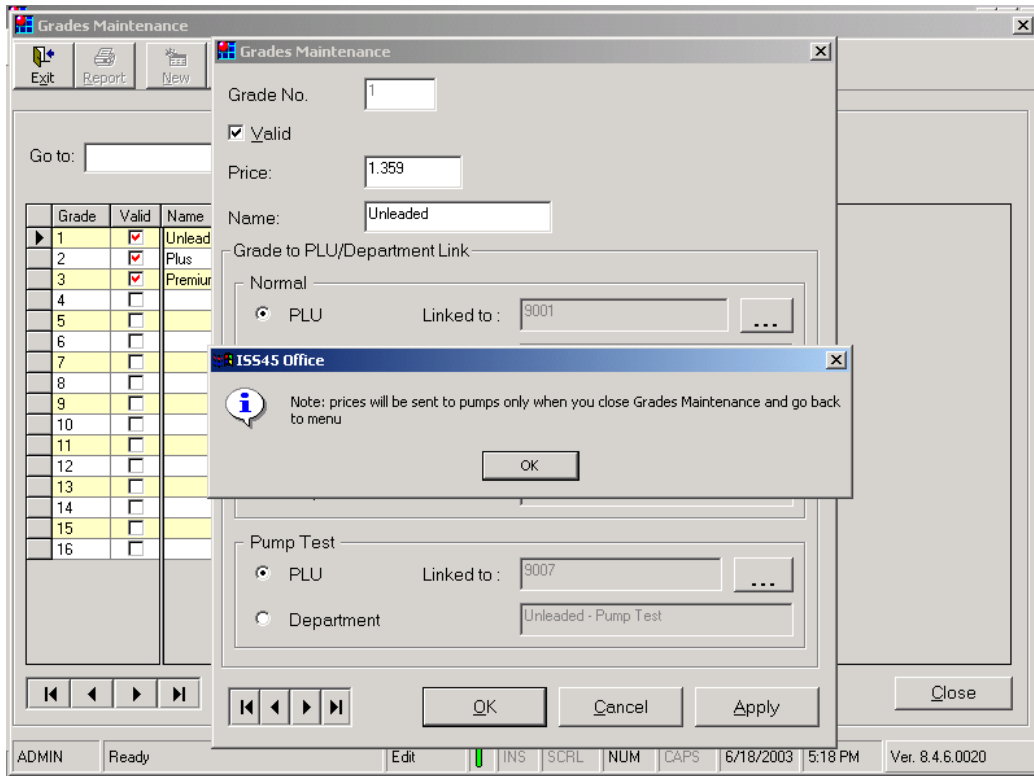 Grades Maintenance
Exit
Report
New
Go to:
Grade Valid Name
1 Unlead
2 Plus
3 Premiur
4
5
6
7
8
9
10
11
12
13
14
15
16
Close
Grades Maintenance
Grade No. 1
Valid
Price: 1.359
Name: Unleaded
Grade to PLU/Department Link
Normal
PLU Linked to : 9001 ...
ISS45 Office
Note: prices will be sent to pumps only when you close Grades Maintenance and go back
to menu
OK
Pump Test
PLU Linked to : 9007 ...
Department Unleaded - Pump Test
OK Cancel Apply
ADMIN Ready Edit INS SCRL NUM CAPS 6/18/2003 5:18 PM Ver. 8.4.6.0020